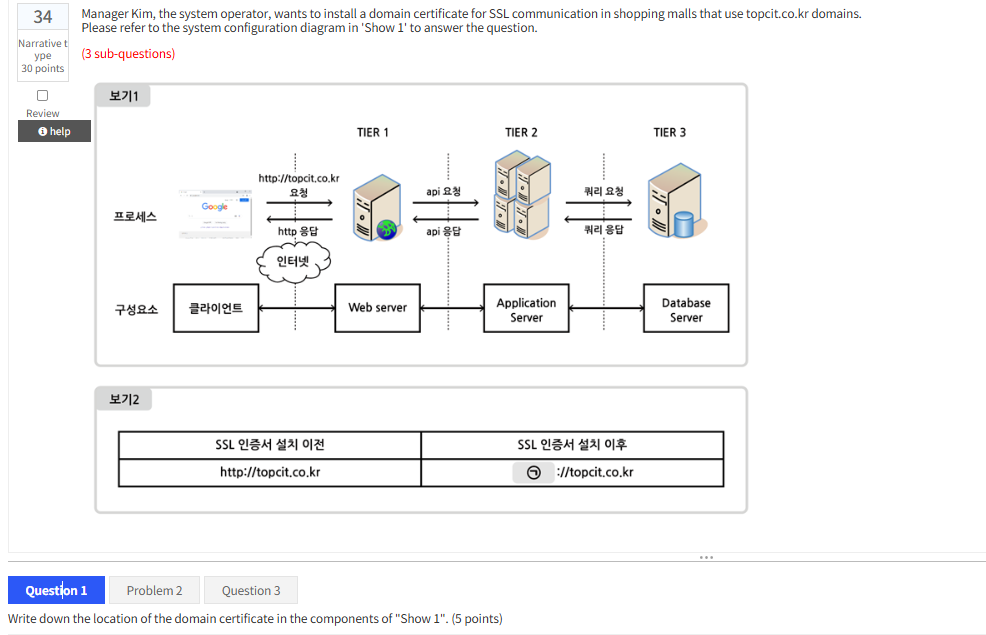 34
Narrative t
ype
30 points
Review
help
Manager Kim, the system operator, wants to install a domain certificate for SSL communication in shopping malls that use topcit.co.kr domains.
Please refer to the system configuration diagram in 'Show 1' to answer the question.
(3 sub-questions)
보기1
TIER 1
TIER 2
TIER 3
프로세스
Google
http://topcit.co.kr
요청
http 응답
인터넷
api 요청
api 응답
쿼리 요청
쿼리 응답
구성요소
클라이언트
Web server
Application
Server
Database
Server
보기2
SSL 인증서 설치 이전
SSL 인증서 설치 이후
http://topcit.co.kr
㉠ ://topcit.co.kr
Question 1
Problem 2
Question 3
Write down the location of the domain certificate in the components of "Show 1". (5 points)